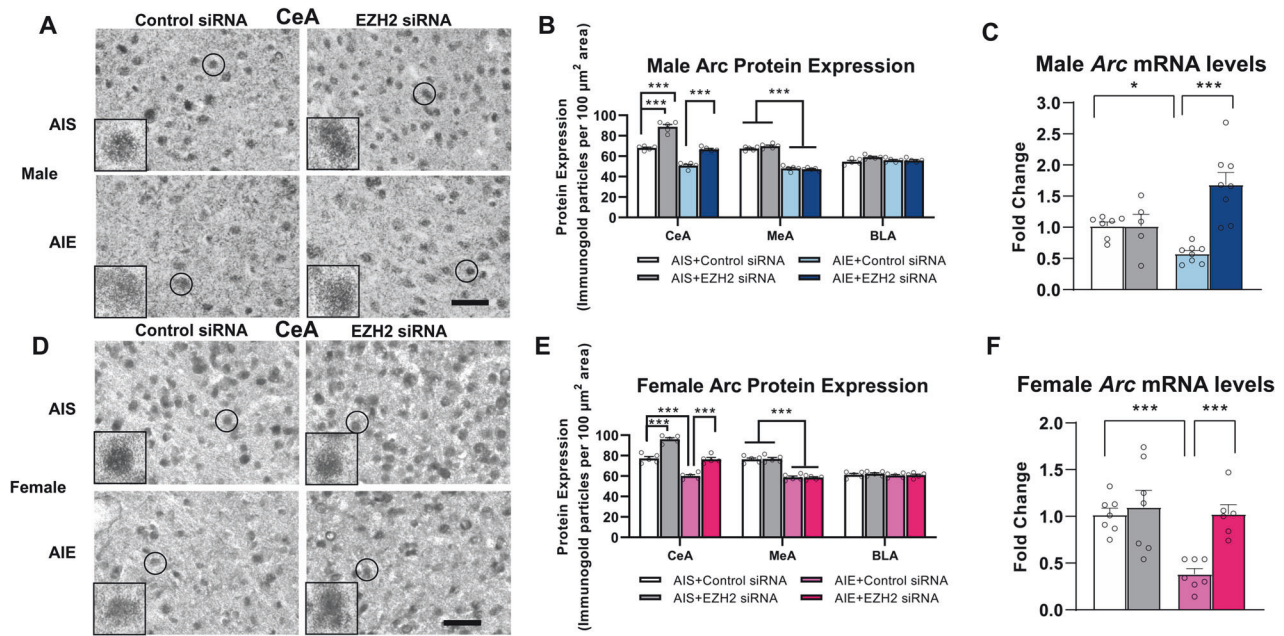 A
Control siRNA
CeA
EZH2 siRNA
AIS
Male
AIE
B
Male Arc Protein Expression
Protein Expression
(Immunogold particles per 100 µm² area)
100
80
60
40
20
0
***
***
***
***
CeA
MeA
BLA
AIS+Control siRNA
AIE+Control siRNA
AIS+EZH2 siRNA
AIE+EZH2 siRNA
C
Male Arc mRNA levels
Fold Change
3.0
2.5
2.0
1.5
1.0
0.5
0.0
*
***
D
Control siRNA
CeA
EZH2 siRNA
AIS
Female
AIE
E
Female Arc Protein Expression
Protein Expression
(Immunogold particles per 100 µm² area)
100
80
60
40
20
0
***
***
***
***
CeA
MeA
BLA
AIS+Control siRNA
AIE+Control siRNA
AIS+EZH2 siRNA
AIE+EZH2 siRNA
F
Female Arc mRNA levels
Fold Change
2.0
1.5
1.0
0.5
0.0
***
***